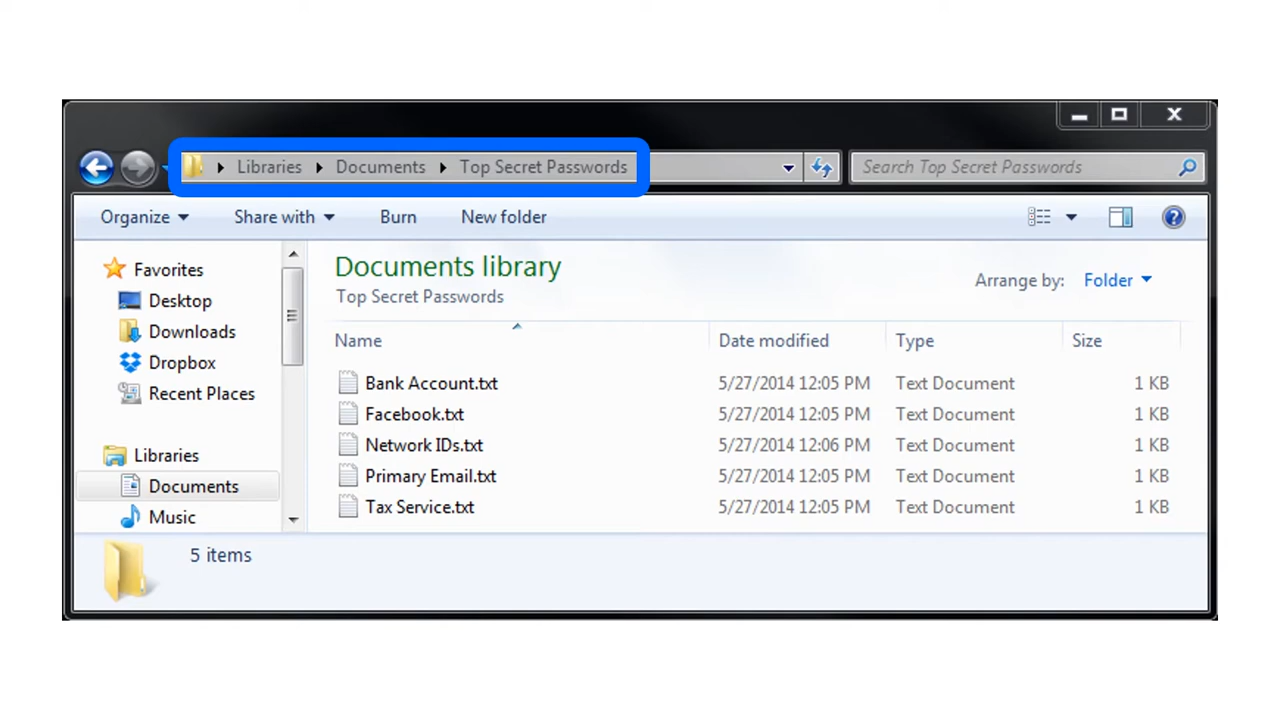 Libraries Documents Top Secret Passwords
Search Top Secret Passwords
Organize Share with Burn New folder
Favorites
Desktop
Downloads
Dropbox
Recent Places
Libraries
Documents
Music
Documents library
Top Secret Passwords
Arrange by: Folder
Name Date modified Type Size
Bank Account.txt 5/27/2014 12:05 PM Text Document 1 KB
Facebook.txt 5/27/2014 12:05 PM Text Document 1 KB
Network IDs.txt 5/27/2014 12:06 PM Text Document 1 KB
Primary Email.txt 5/27/2014 12:05 PM Text Document 1 KB
Tax Service.txt 5/27/2014 12:05 PM Text Document 1 KB
5 items